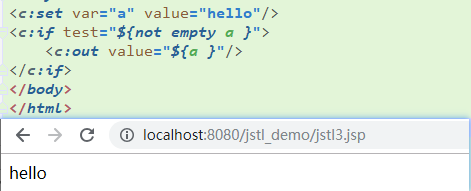 <c:set var="a" value="hello"/>
<c:if test="${not empty a }">
    <c:out value="${a }"/>
</c:if>
</body>
</html>
localhost:8080/jstl_demo/jstl3.jsp
hello